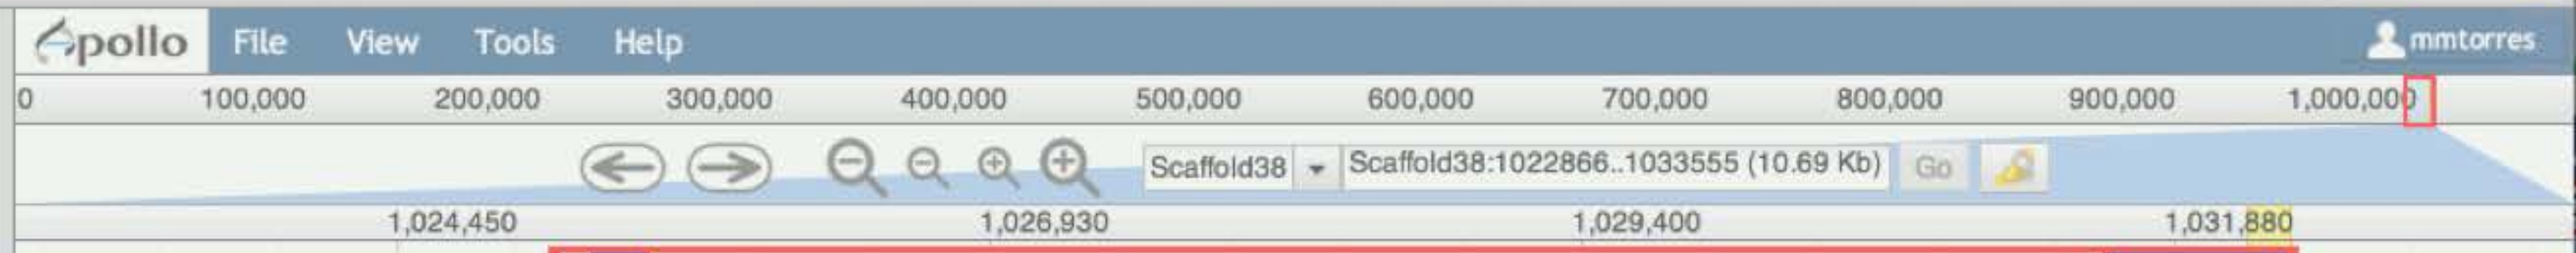 Apollo File View Tools Help mmtorres
0 100,000 200,000 300,000 400,000 500,000 600,000 700,000 800,000 900,000 1,000,000
Scaffold38 Scaffold38:1022866..1033555 (10.69 Kb) Go
1,024,450 1,026,930 1,029,400 1,031,880